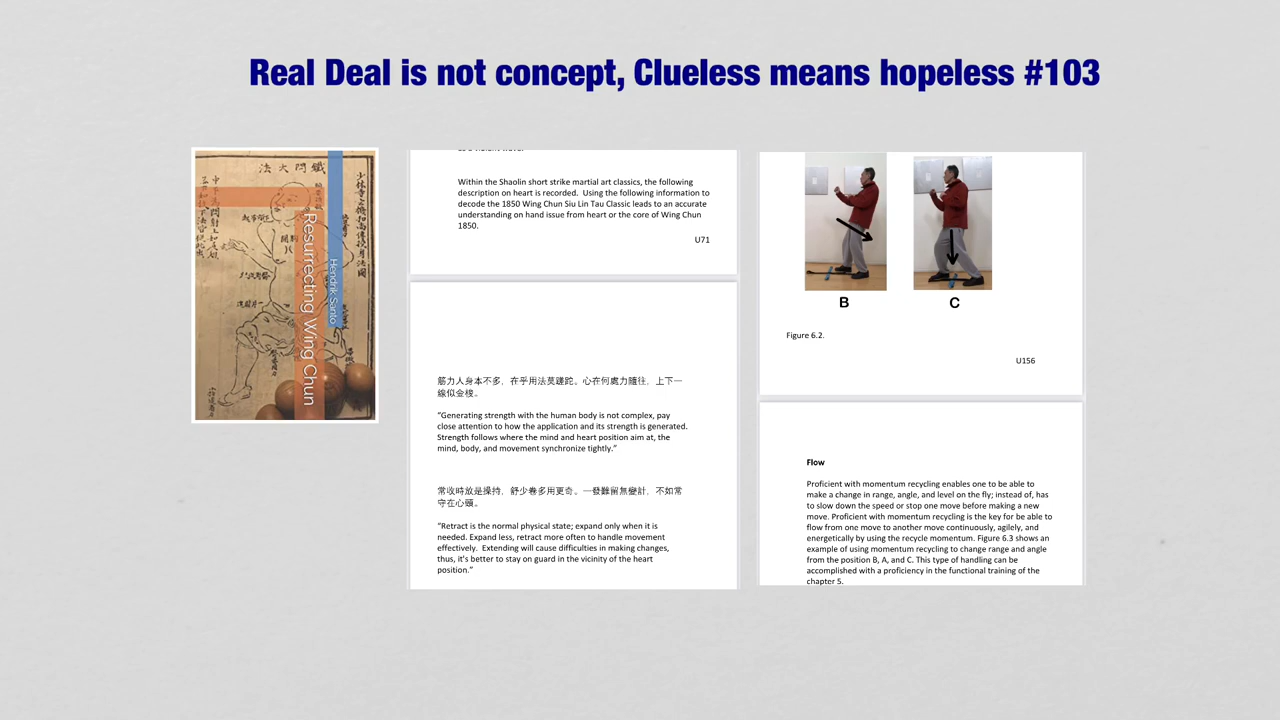 Real Deal is not concept, Clueless means hopeless #103
鐵門大法
少林寺
Hendrik Santo
Resurrecting Wing Chun
Within the Shaolin short strike martial art classics, the following
description on heart is recorded.  Using the following information to
decode the 1850 Wing Chun Siu Lin Tau Classic leads to an accurate
understanding on hand issue from heart or the core of Wing Chun
1850.
U71
筋力人身本不多，在乎用法莫蹉跎。心在何處力隨往，上下一
線似金梭。
“Generating strength with the human body is not complex, pay
close attention to how the application and its strength is generated.
Strength follows where the mind and heart position aim at, the
mind, body, and movement synchronize tightly.”
常收時放是操持，舒少卷多用更奇。一發難留無變計，不如常
守在心頭。
“Retract is the normal physical state; expand only when it is
needed. Expand less, retract more often to handle movement
effectively.  Extending will cause difficulties in making changes,
thus, it's better to stay on guard in the vicinity of the heart
position.”
B
C
Figure 6.2.
U156
Flow
Proficient with momentum recycling enables one to be able to
make a change in range, angle, and level on the fly; instead of, has
to slow down the speed or stop one move before making a new
move. Proficient with momentum recycling is the key for be able to
flow from one move to another move continuously, agilely, and
energetically by using the recycle momentum. Figure 6.3 shows an
example of using momentum recycling to change range and angle
from the position B, A, and C. This type of handling can be
accomplished with a proficiency in the functional training of the
chapter 5.